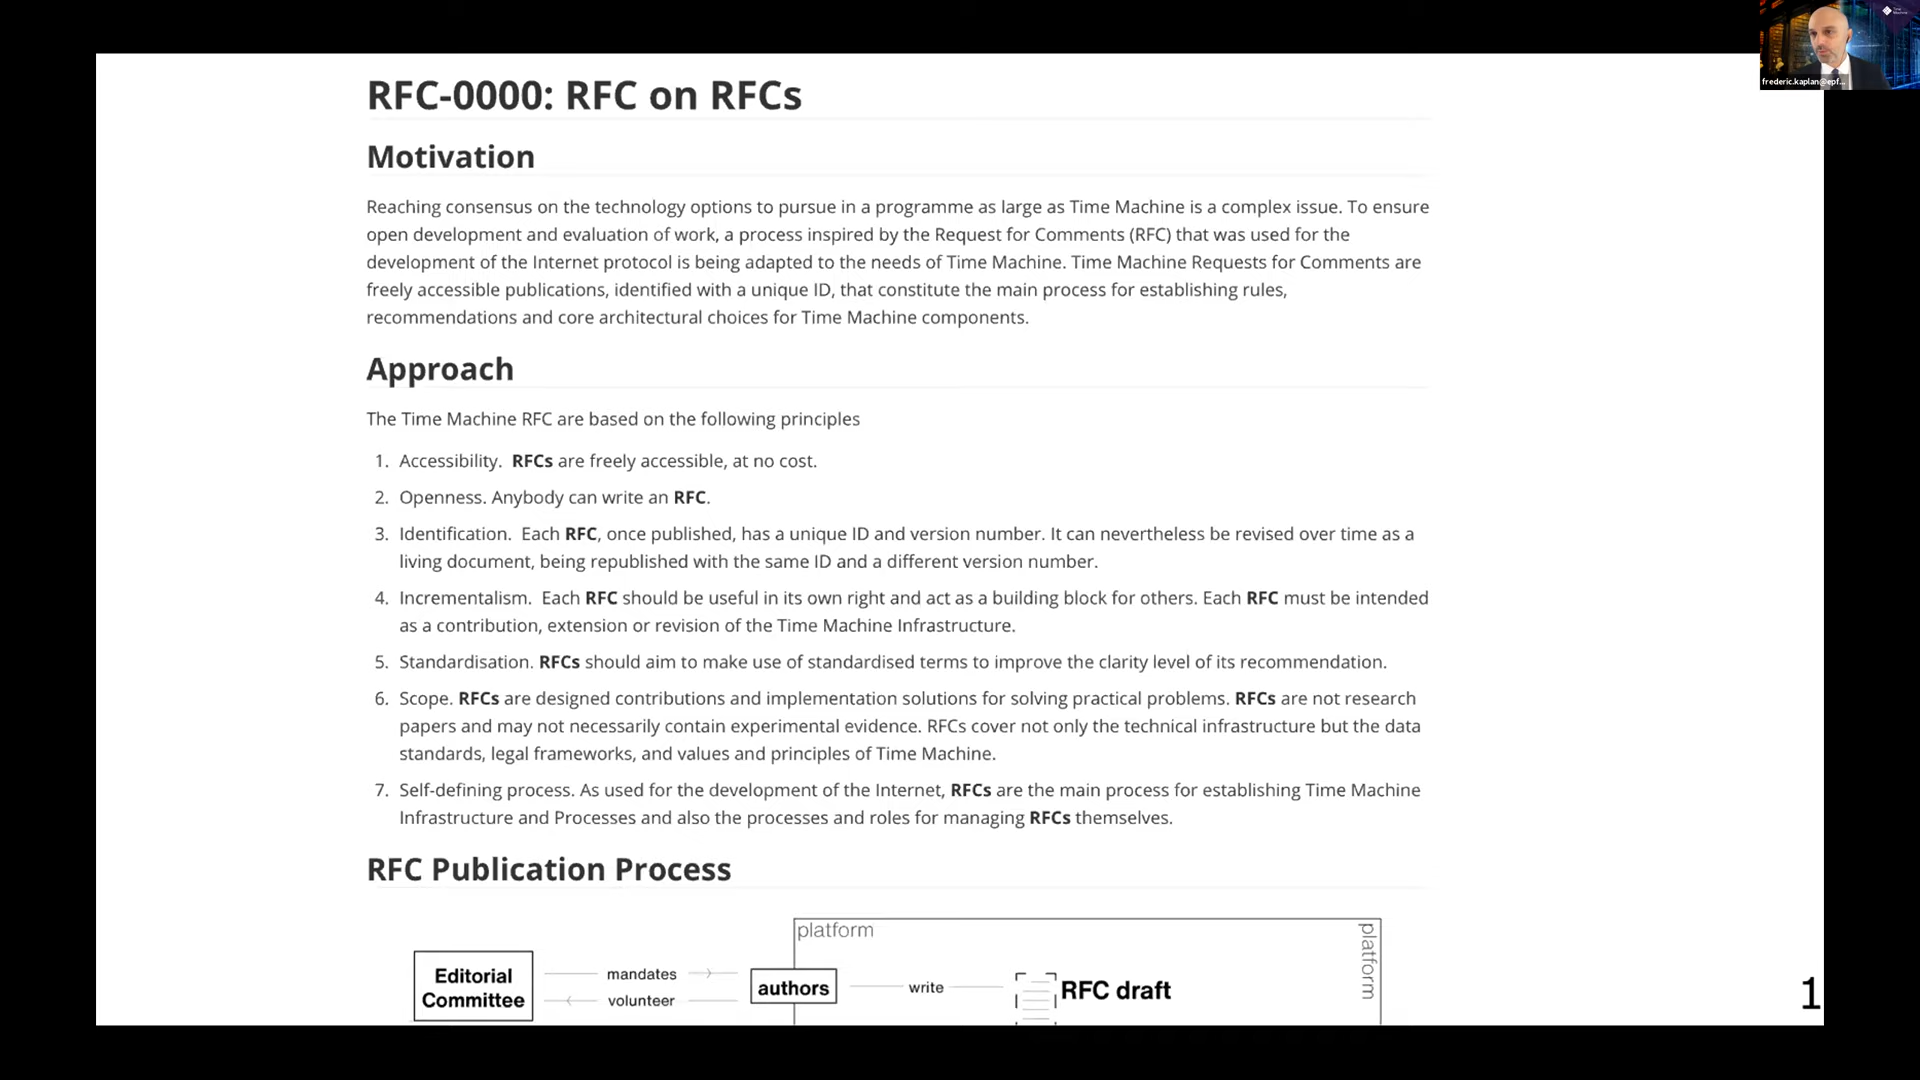 RFC-0000: RFC on RFCs
Motivation
Reaching consensus on the technology options to pursue in a programme as large as Time Machine is a complex issue. To ensure
open development and evaluation of work, a process inspired by the Request for Comments (RFC) that was used for the
development of the Internet protocol is being adapted to the needs of Time Machine. Time Machine Requests for Comments are
freely accessible publications, identified with a unique ID, that constitute the main process for establishing rules,
recommendations and core architectural choices for Time Machine components.
Approach
The Time Machine RFC are based on the following principles
1. Accessibility. RFCs are freely accessible, at no cost.
2. Openness. Anybody can write an RFC.
3. Identification. Each RFC, once published, has a unique ID and version number. It can nevertheless be revised over time as a
living document, being republished with the same ID and a different version number.
4. Incrementalism. Each RFC should be useful in its own right and act as a building block for others. Each RFC must be intended
as a contribution, extension or revision of the Time Machine Infrastructure.
5. Standardisation. RFCs should aim to make use of standardised terms to improve the clarity level of its recommendation.
6. Scope. RFCs are designed contributions and implementation solutions for solving practical problems. RFCs are not research
papers and may not necessarily contain experimental evidence. RFCs cover not only the technical infrastructure but the data
standards, legal frameworks, and values and principles of Time Machine.
7. Self-defining process. As used for the development of the Internet, RFCs are the main process for establishing Time Machine
Infrastructure and Processes and also the processes and roles for managing RFCs themselves.
RFC Publication Process
platform
platform
Editorial
Committee
mandates
volunteer
authors
write
RFC draft
1
frederic.kaplan@epf...